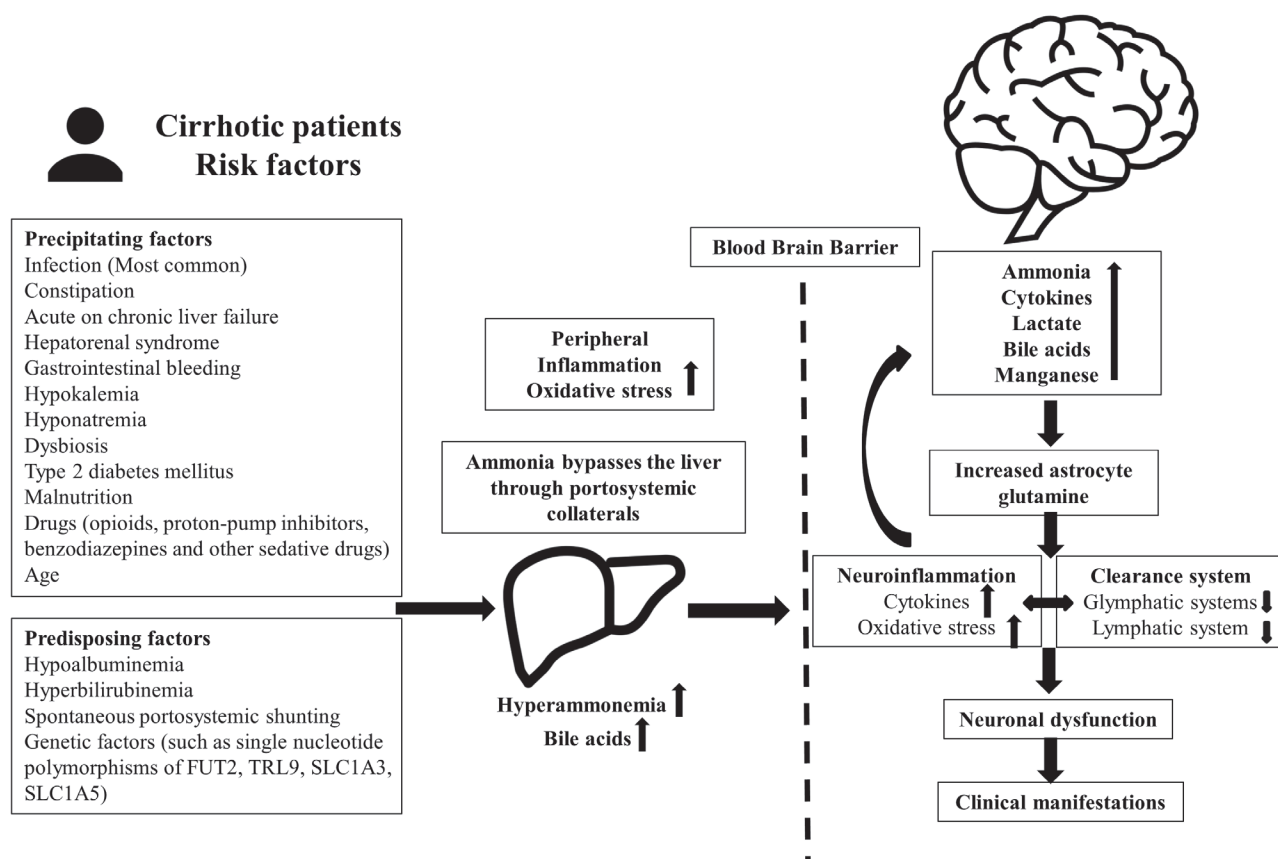 Cirrhotic patients
Risk factors
Precipitating factors
Infection (Most common)
Constipation
Acute on chronic liver failure
Hepatorenal syndrome
Gastrointestinal bleeding
Hypokalemia
Hyponatremia
Dysbiosis
Type 2 diabetes mellitus
Malnutrition
Drugs (opioids, proton-pump inhibitors,
benzodiazepines and other sedative drugs)
Age
Predisposing factors
Hypoalbuminemia
Hyperbilirubinemia
Spontaneous portosystemic shunting
Genetic factors (such as single nucleotide
polymorphisms of FUT2, TRL9, SLC1A3,
SLC1A5)
Peripheral
Inflammation
Oxidative stress
Ammonia bypasses the liver
through portosystemic
collaterals
Hyperammonemia
Bile acids
Blood Brain Barrier
Ammonia
Cytokines
Lactate
Bile acids
Manganese
Increased astrocyte
glutamine
Neuroinflammation
Cytokines
Oxidative stress
Clearance system
Glymphatic systems
Lymphatic system
Neuronal dysfunction
Clinical manifestations